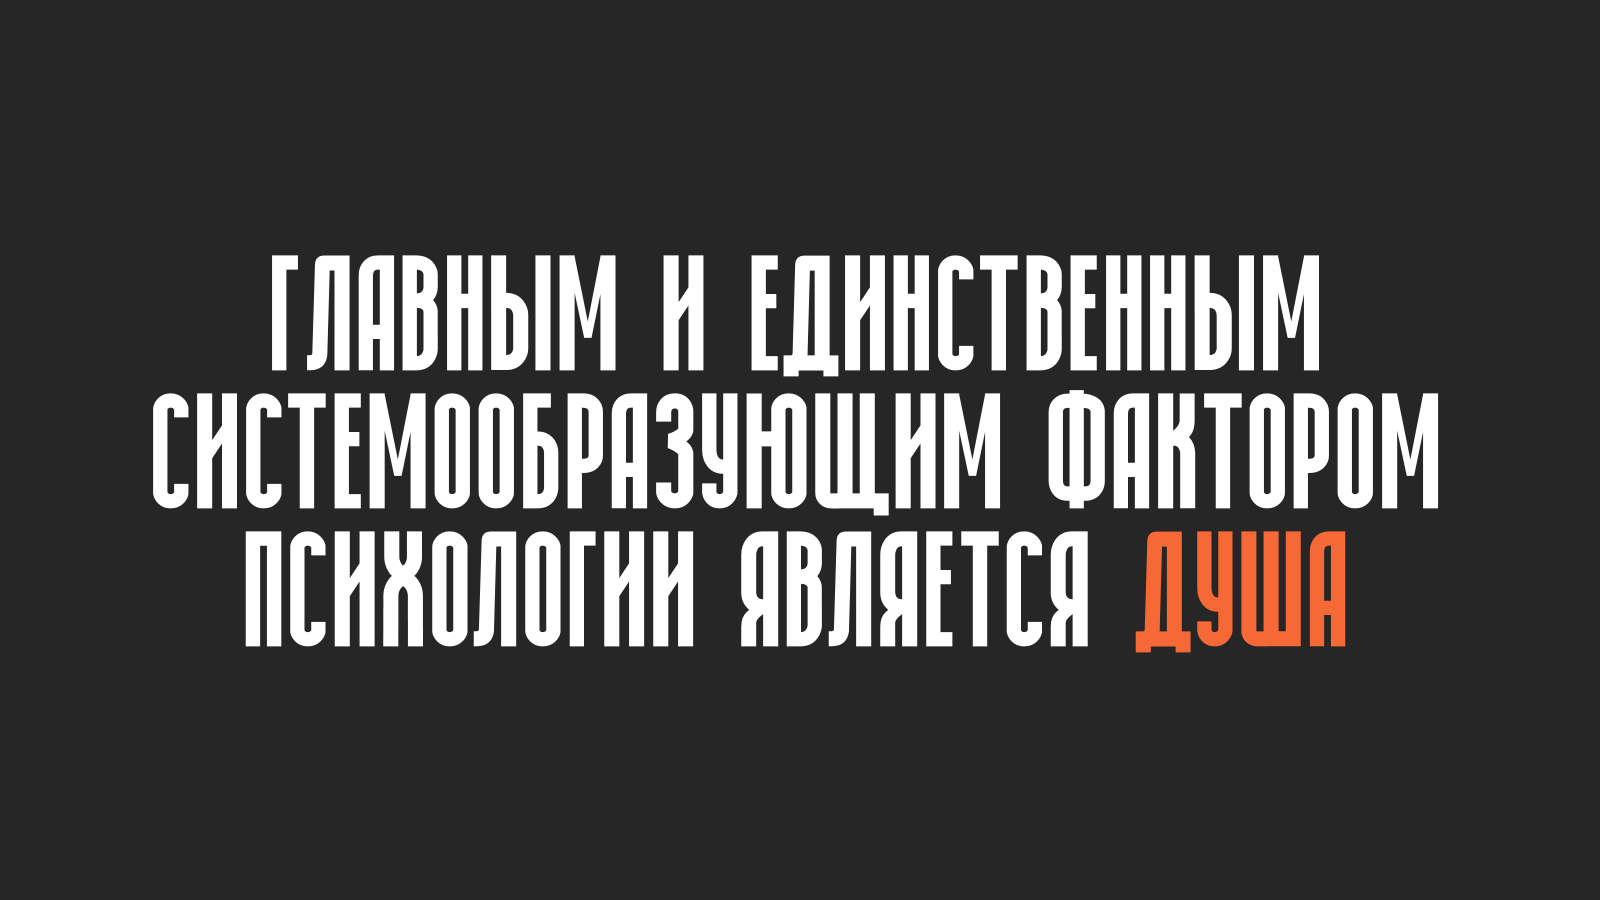 ГЛАВНЫМ И ЕДИНСТВЕННЫМ
СИСТЕМООБРАЗУЮЩИМ ФАКТОРОМ
ПСИХОЛОГИИ ЯВЛЯЕТСЯ ДУША